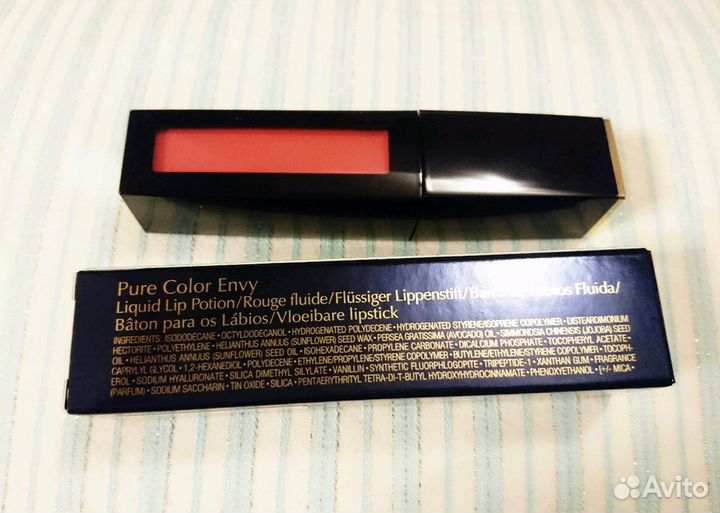 Pure Color Envy
Liquid Lip Potion/Rouge fluide/Flüssiger Lippenstift/Barra de Labios Fluida/
Bâton para os Lábios/Vloeibare lipstick
INGREDIENTS: ISODODECANE • OCTYLDODECANOL • HYDROGENATED POLYDECENE • HYDROGENATED STYRENE/ISOPRENE COPOLYMER • DISTEARDIMONIUM
HECTORITE • POLYETHYLENE • HELIANTHUS ANNUUS (SUNFLOWER) SEED WAX • PERSEA GRATISSIMA (AVOCADO) OIL • SIMMONDSIA CHINENSIS (JOJOBA) SEED
OIL • HELIANTHUS ANNUUS (SUNFLOWER) SEED OIL • ISOHEXADECANE • PROPYLENE CARBONATE • DICALCIUM PHOSPHATE • TOCOPHERYL ACETATE •
CAPRYLYL GLYCOL • 1,2-HEXANEDIOL • POLYDECENE • ETHYLENE/PROPYLENE/STYRENE COPOLYMER • BUTYLENE/ETHYLENE/STYRENE COPOLYMER • TOCOPH-
EROL • SODIUM HYALURONATE • SILICA DIMETHYL SILYLATE • VANILLIN • SYNTHETIC FLUORPHLOGOPITE • TRIPEPTIDE-1 • XANTHAN GUM • FRAGRANCE
(PARFUM) • SODIUM SACCHARIN • TIN OXIDE • SILICA • PENTAERYTHRITYL TETRA-DI-T-BUTYL HYDROXYHYDROCINNAMATE • PHENOXYETHANOL • [+/- MICA •
Avito